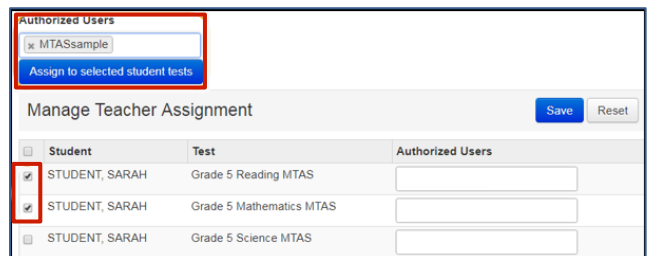 Authorized Users
× MTASsample
Assign to selected student tests
Manage Teacher Assignment Save Reset
Student Test Authorized Users
STUDENT, SARAH Grade 5 Reading MTAS
STUDENT, SARAH Grade 5 Mathematics MTAS
STUDENT, SARAH Grade 5 Science MTAS